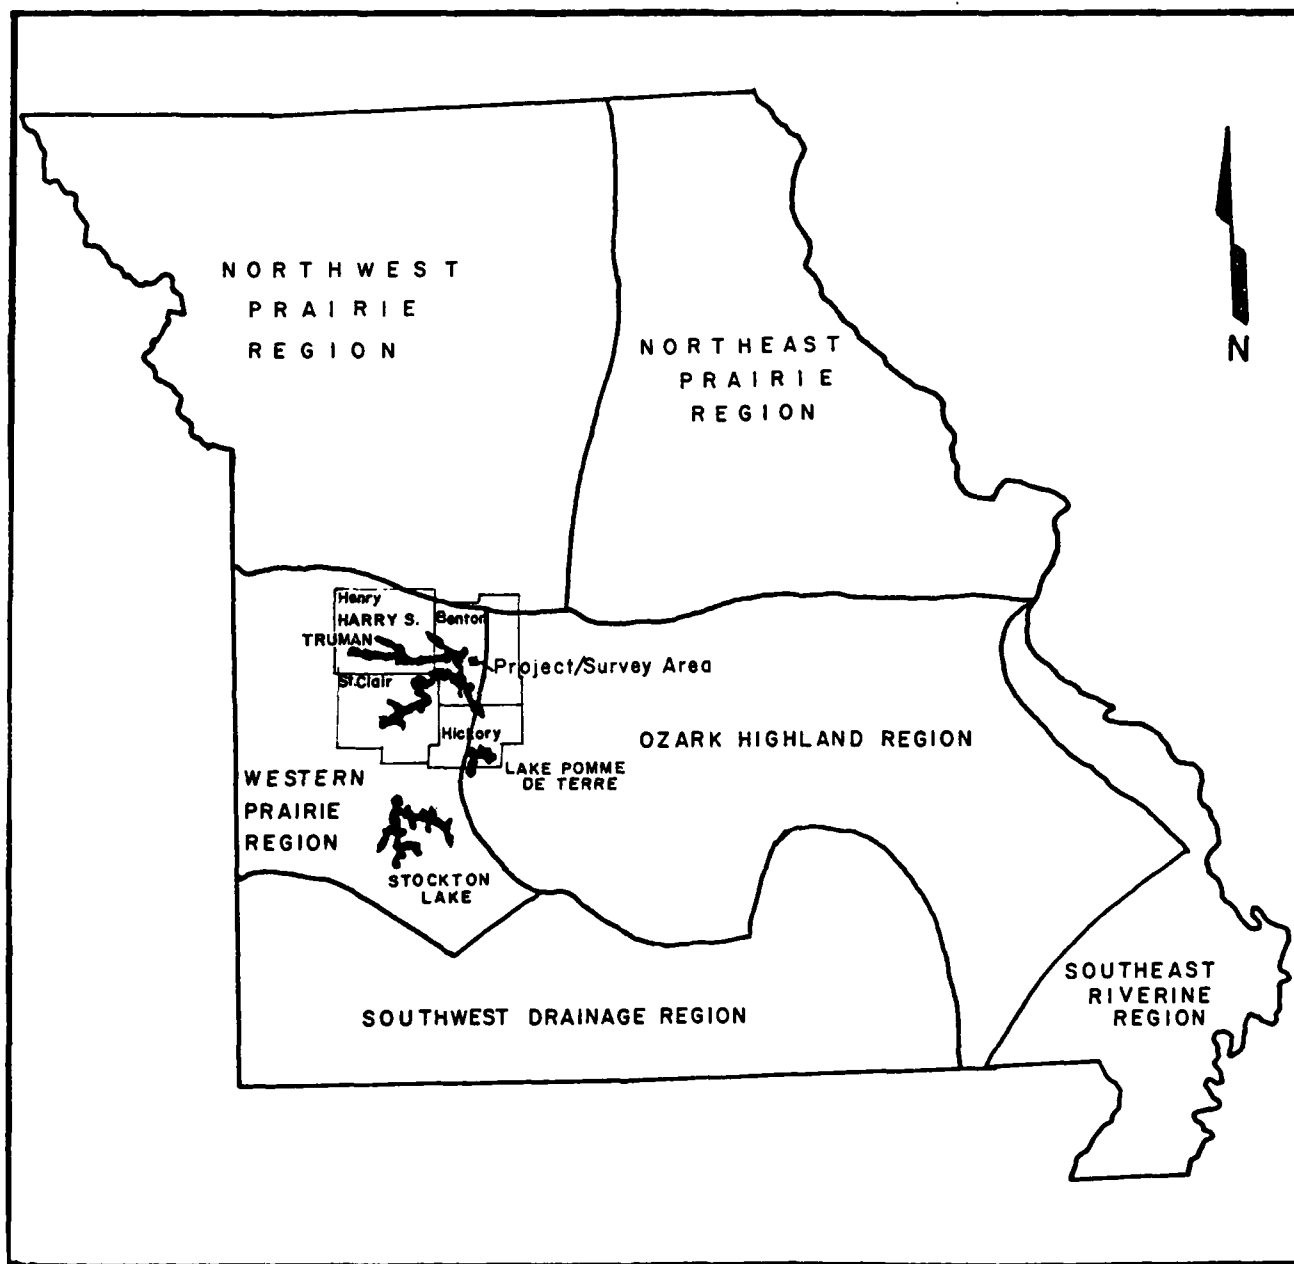 NORTHWEST
PRAIRIE
REGION
NORTHEAST
PRAIRIE
REGION
N
Henry
HARRY S.
TRUMAN
Benton
Project/Survey Area
St.Clair
Hickory
OZARK HIGHLAND REGION
LAKE POMME
DE TERRE
WESTERN
PRAIRIE
REGION
STOCKTON
LAKE
SOUTHEAST
RIVERINE
REGION
SOUTHWEST DRAINAGE REGION